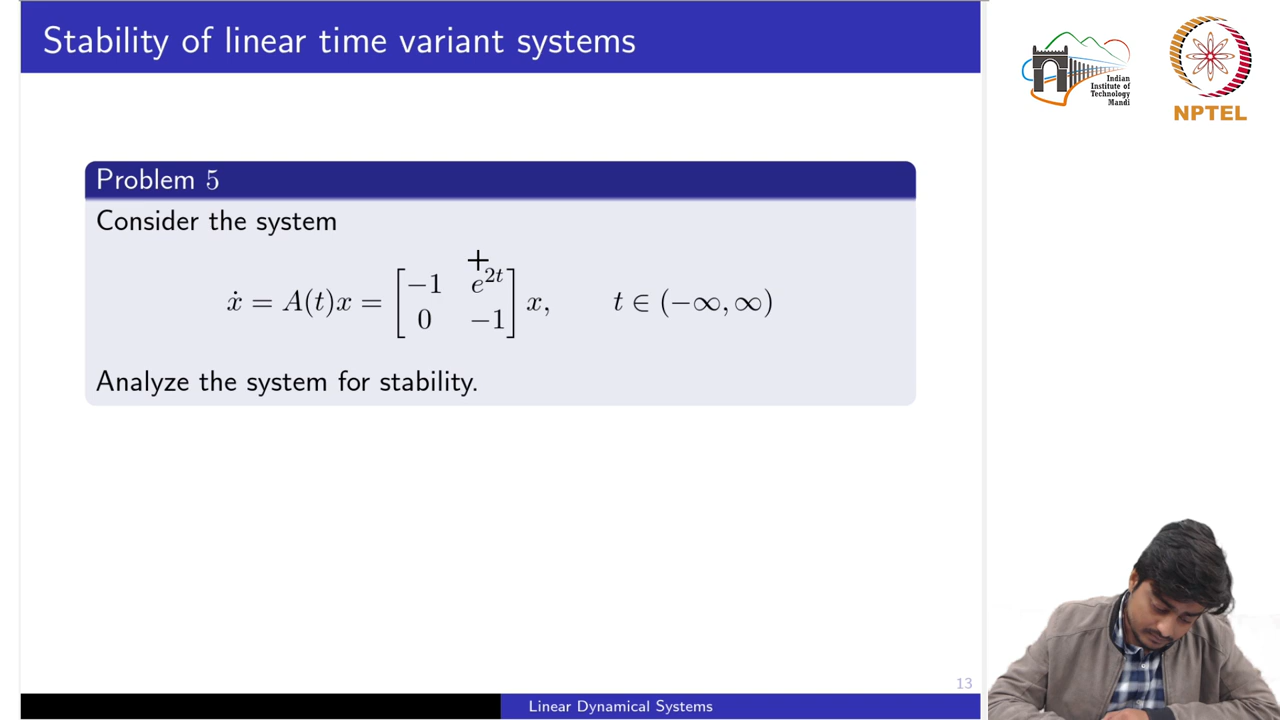 Stability of linear time variant systems
Indian
Institute of
Technology
Mandi
NPTEL
Problem 5
Consider the system
ẋ = A(t)x = [−1 e^{2t}; 0 −1] x, t ∈ (−∞, ∞)
Analyze the system for stability.
13
Linear Dynamical Systems